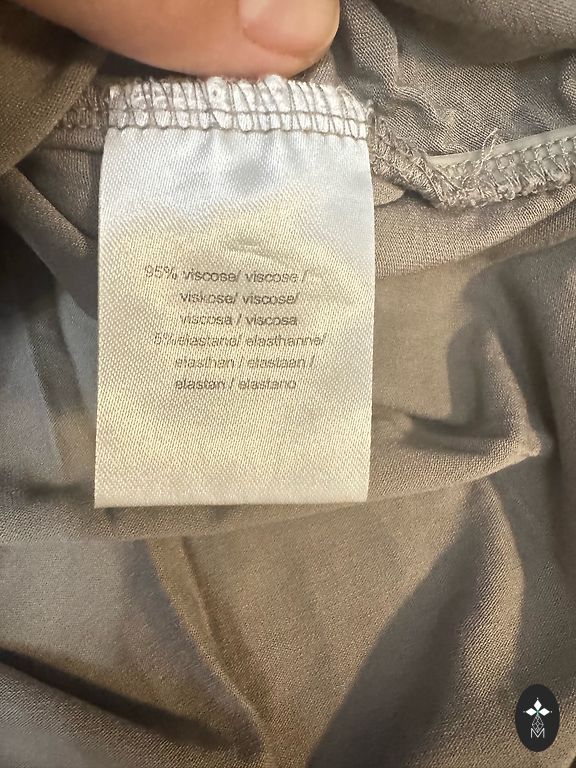 95% viscose/ viscose /
viskose/ viscose/
viscosa / viscosa
5% elastane/ elasthanne/
elasthan / elastaan /
elastan / elastano
M